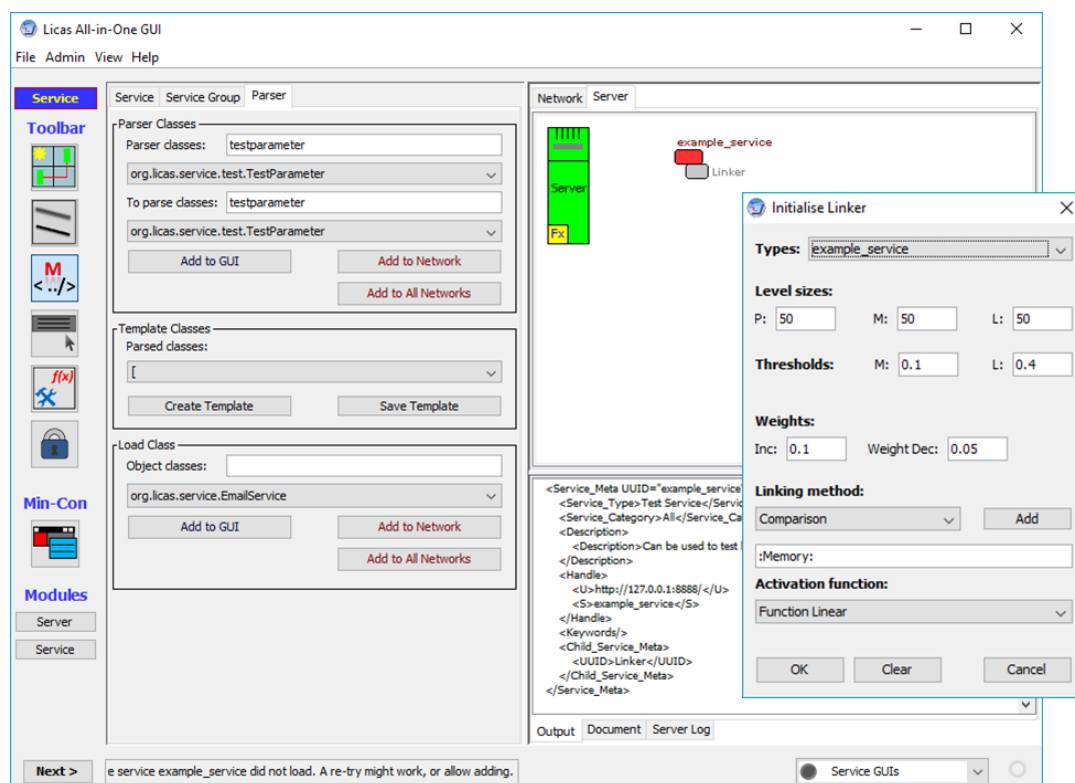 Licas All-in-One GUI
File Admin View Help
Service
Toolbar
M
< ../>
f(x)
Min-Con
Modules
Server
Service
Service Service Group Parser
Parser Classes
Parser classes: testparameter
org.licas.service.test.TestParameter
To parse classes: testparameter
org.licas.service.test.TestParameter
Add to GUI Add to Network
Add to All Networks
Template Classes
Parsed classes:
[
Create Template Save Template
Load Class
Object classes:
org.licas.service.EmailService
Add to GUI Add to Network
Add to All Networks
Network Server
Server
Fx
example_service
Linker
<Service_Meta UUID="example_service
<Service_Type>Test Service</Servic
<Service_Category>All</Service_Ca
<Description>
<Description>Can be used to test
</Description>
<Handle>
<U>http://127.0.0.1:8888/</U>
<S>example_service</S>
</Handle>
<Keywords/>
<Child_Service_Meta>
<UUID>Linker</UUID>
</Child_Service_Meta>
</Service_Meta>
Output Document Server Log
Initialise Linker
Types: example_service
Level sizes:
P: 50 M: 50 L: 50
Thresholds: M: 0.1 L: 0.4
Weights:
Inc: 0.1 Weight Dec: 0.05
Linking method:
Comparison Add
:Memory:
Activation function:
Function Linear
OK Clear Cancel
Next > e service example_service did not load. A re-try might work, or allow adding. Service GUIs